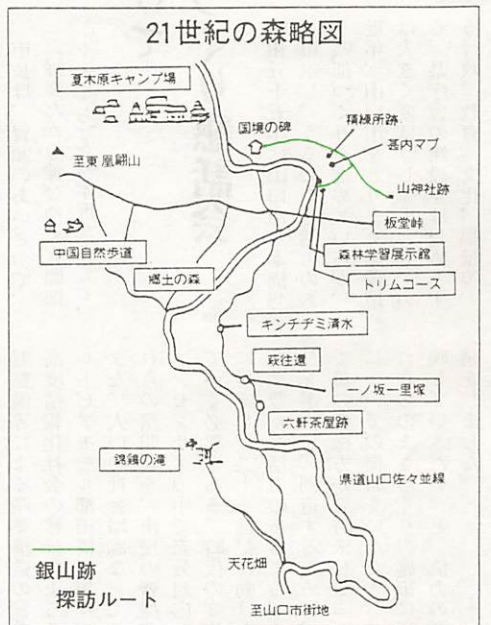 21世紀の森略図
夏木原キャンプ場
国境の碑
精練所跡
甚内マブ
至東鳳翩山
山神社跡
板堂峠
中国自然歩道
森林学習展示館
郷土の森
トリムコース
キンチヂミ清水
萩往還
一ノ坂一里塚
六軒茶屋跡
錦鶏の滝
県道山口佐々並線
天花畑
銀山跡
探訪ルート
至山口市街地